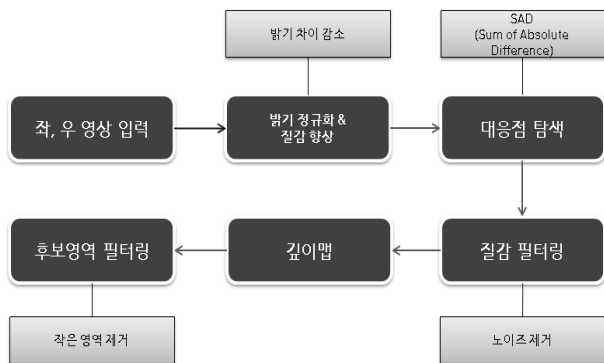 밝기 차이 감소
SAD
(Sum of Absolute
Difference)
좌, 우 영상 입력
밝기 정규화 &
질감 향상
대응점 탐색
후보영역 필터링
깊이맵
질감 필터링
작은 영역 제거
노이즈 제거